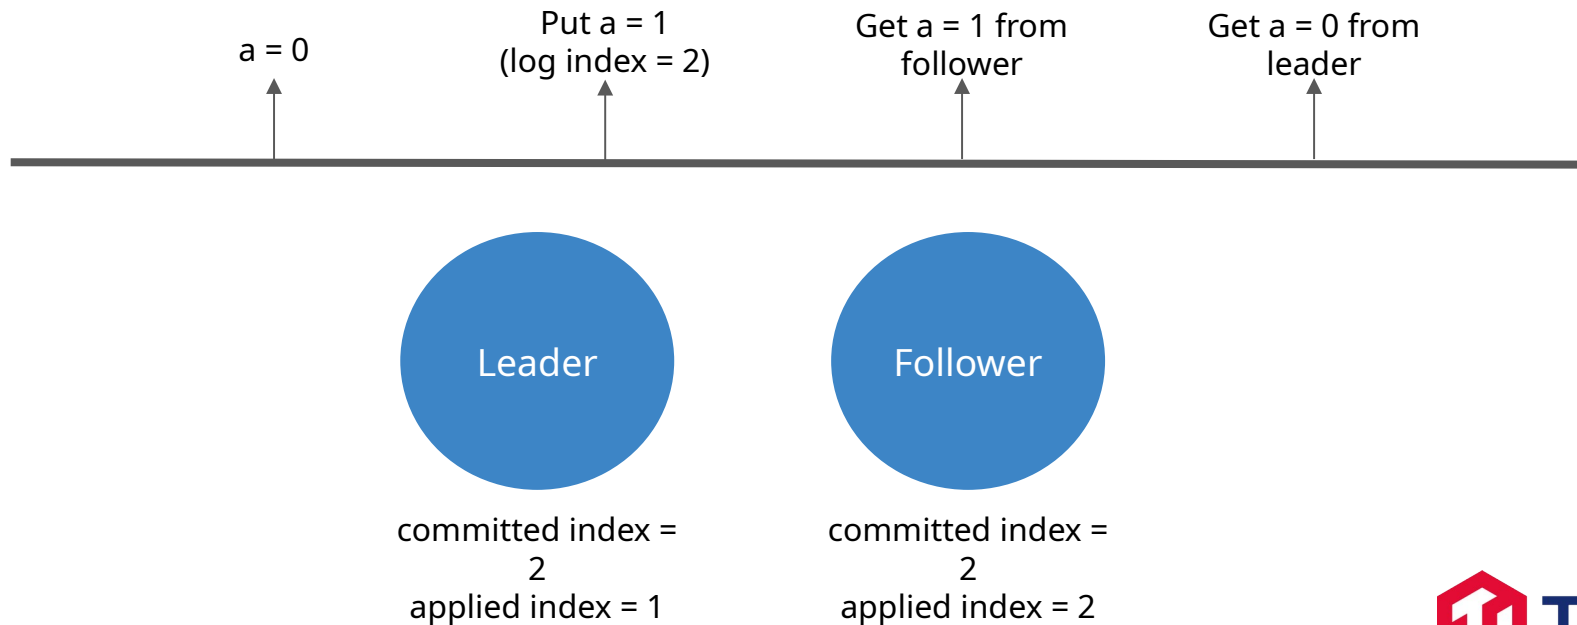 a = 0
Put a = 1
(log index = 2)
Get a = 1 from
follower
Get a = 0 from
leader
Leader
Follower
committed index =
2
applied index = 1
committed index =
2
applied index = 2
T